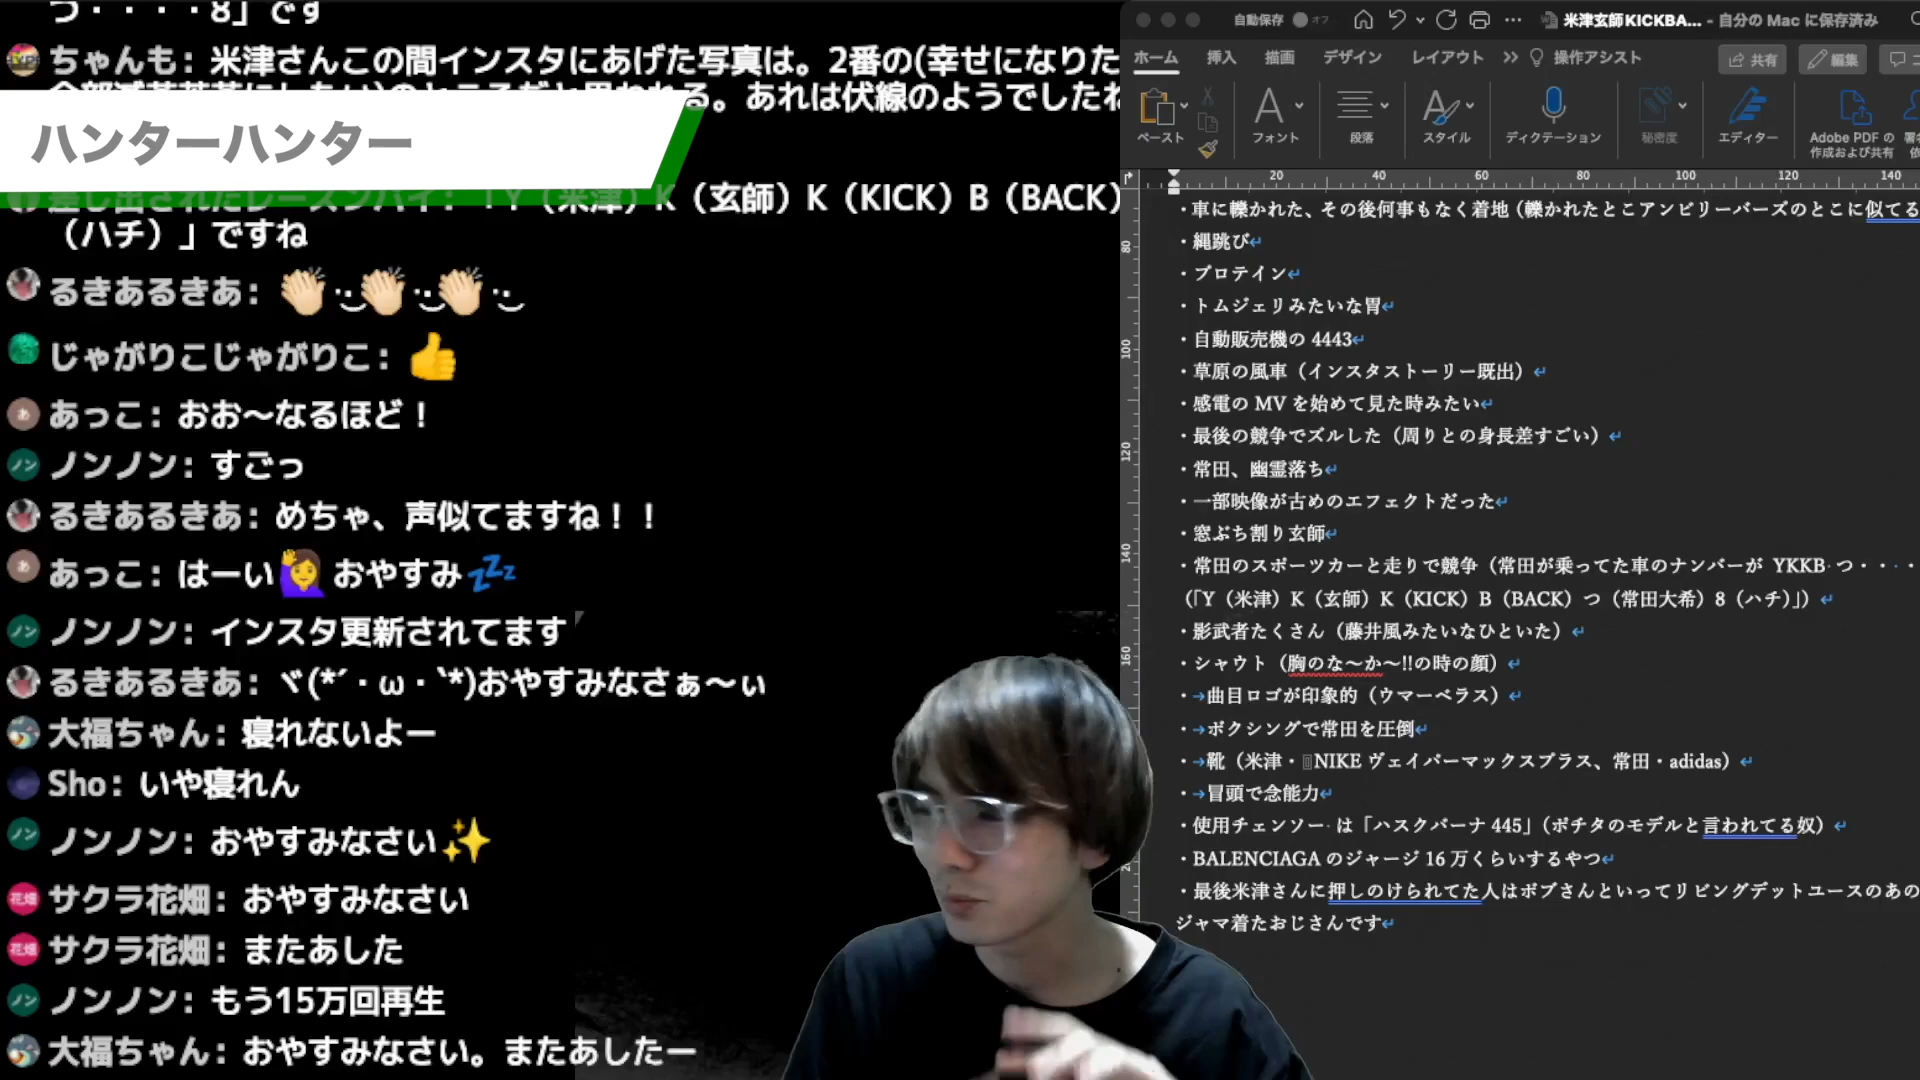 つ・・・・8」です
ちゃんも: 米津さんこの間インスタにあげた写真は。2番の(幸せになりた
る。あれは伏線のようでしたね
ハンターハンター
差し出されたレーズンパイ: 「Y（米津）K（玄師）K（KICK）B（BACK）
（ハチ）」ですね
るきあるきあ: 👏🏻·͜·👏🏻·͜·👏🏻·͜·
じゃがりこじゃがりこ: 👍
あっこ: おお〜なるほど！
ノンノン: すごっ
るきあるきあ: めちゃ、声似てますね！！
あっこ: はーい🙋‍♀️おやすみ💤
ノンノン: インスタ更新されてます
るきあるきあ: ヾ(*´・ω・`*)おやすみなさぁ〜ぃ
大福ちゃん: 寝れないよー
Sho: いや寝れん
ノンノン: おやすみなさい✨
サクラ花畑: おやすみなさい
サクラ花畑: またあした
ノンノン: もう15万回再生
大福ちゃん: おやすみなさい。またあしたー
自動保存 オフ 米津玄師KICKBA... - 自分の Mac に保存済み
ホーム 挿入 描画 デザイン レイアウト 操作アシスト 共有 編集
ペースト フォント 段落 スタイル ディクテーション 秘密度 エディター Adobe PDF の
作成および共有
20 40 60 80 100 120 140
80
100
120
140
160
・車に轢かれた、その後何事もなく着地（轢かれたとこアンビリーバーズのとこに似てる
・縄跳び
・プロテイン
・トムジェリみたいな胃
・自動販売機の 4443
・草原の風車（インスタストーリー既出）
・感電の MV を始めて見た時みたい
・最後の競争でズルした（周りとの身長差すごい）
・常田、幽霊落ち
・一部映像が古めのエフェクトだった
・窓ぶち割り玄師
・常田のスポーツカーと走りで競争（常田が乗ってた車のナンバーが YKKB つ・・・
（「Y（米津）K（玄師）K（KICK）B（BACK）つ（常田大希）8（ハチ）」）
・影武者たくさん（藤井風みたいなひといた）
・シャウト（胸のな〜か〜!!の時の顔）
・→曲目ロゴが印象的（ウマーベラス）
・→ボクシングで常田を圧倒
・→靴（米津・NIKE ヴェイパーマックスプラス、常田・adidas）
・→冒頭で念能力
・使用チェンソー は「ハスクバーナ 445」（ポチタのモデルと言われてる奴）
・BALENCIAGA のジャージ 16 万くらいするやつ
・最後米津さんに押しのけられてた人はボブさんといってリビングデットユースのあの
ジャマ着たおじさんです